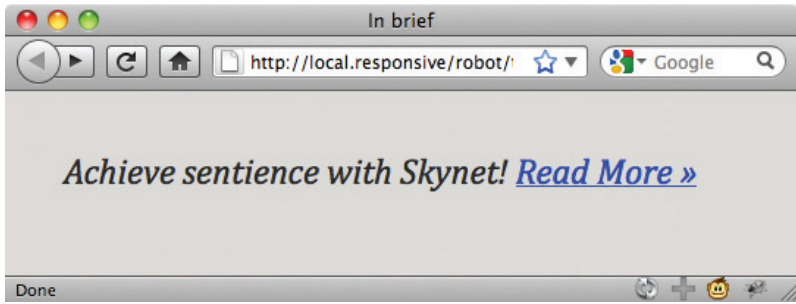 In brief
http://local.responsive/robot/
Google
Achieve sentience with Skynet! Read More »
Done